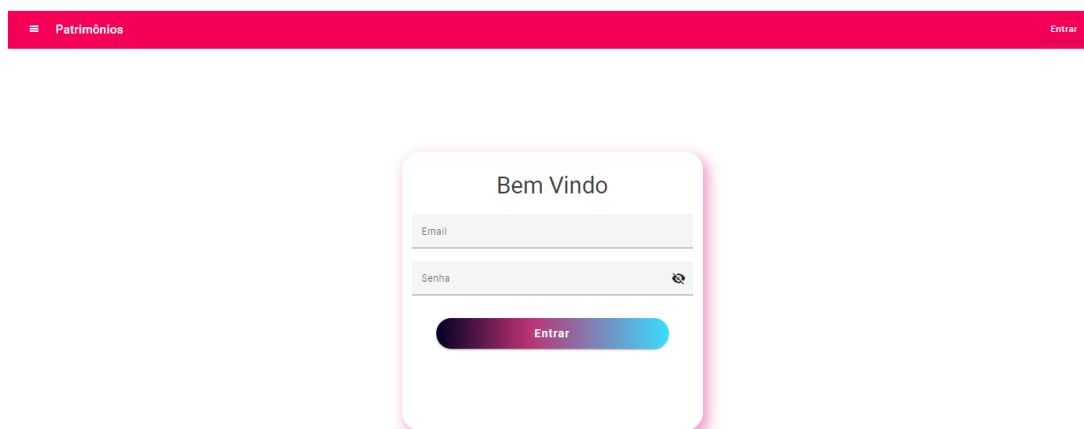 Patrimônios
Entrar
Bem Vindo
Email
Senha
Entrar